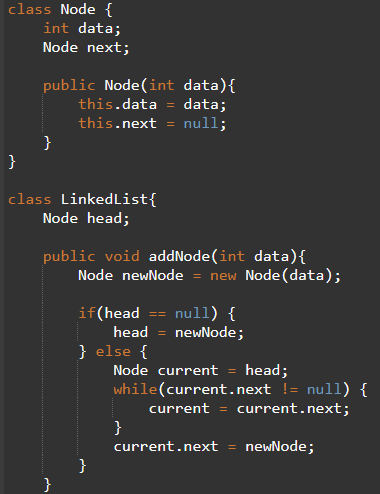 class Node {
    int data;
    Node next;

    public Node(int data){
        this.data = data;
        this.next = null;
    }
}

class LinkedList{
    Node head;

    public void addNode(int data){
        Node newNode = new Node(data);

        if(head == null) {
            head = newNode;
        } else {
            Node current = head;
            while(current.next != null) {
                current = current.next;
            }
            current.next = newNode;
        }
    }